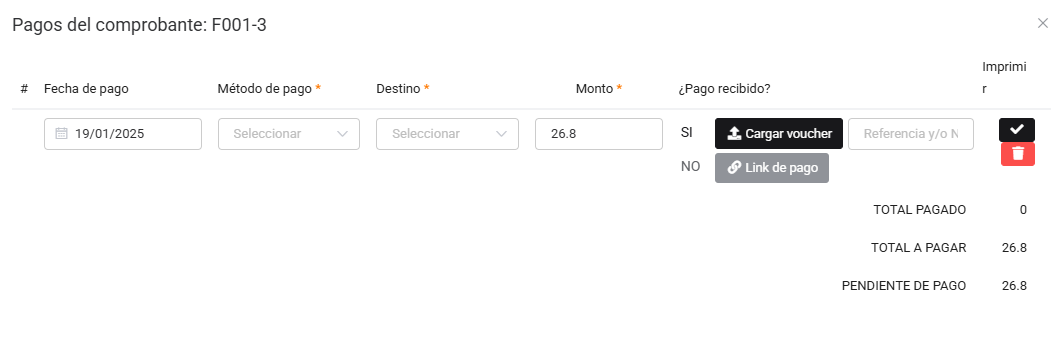 Pagos del comprobante: F001-3
# Fecha de pago Método de pago * Destino * Monto * ¿Pago recibido? Imprimi
r
19/01/2025 Seleccionar Seleccionar 26.8 SI Cargar voucher Referencia y/o N
NO Link de pago
TOTAL PAGADO 0
TOTAL A PAGAR 26.8
PENDIENTE DE PAGO 26.8